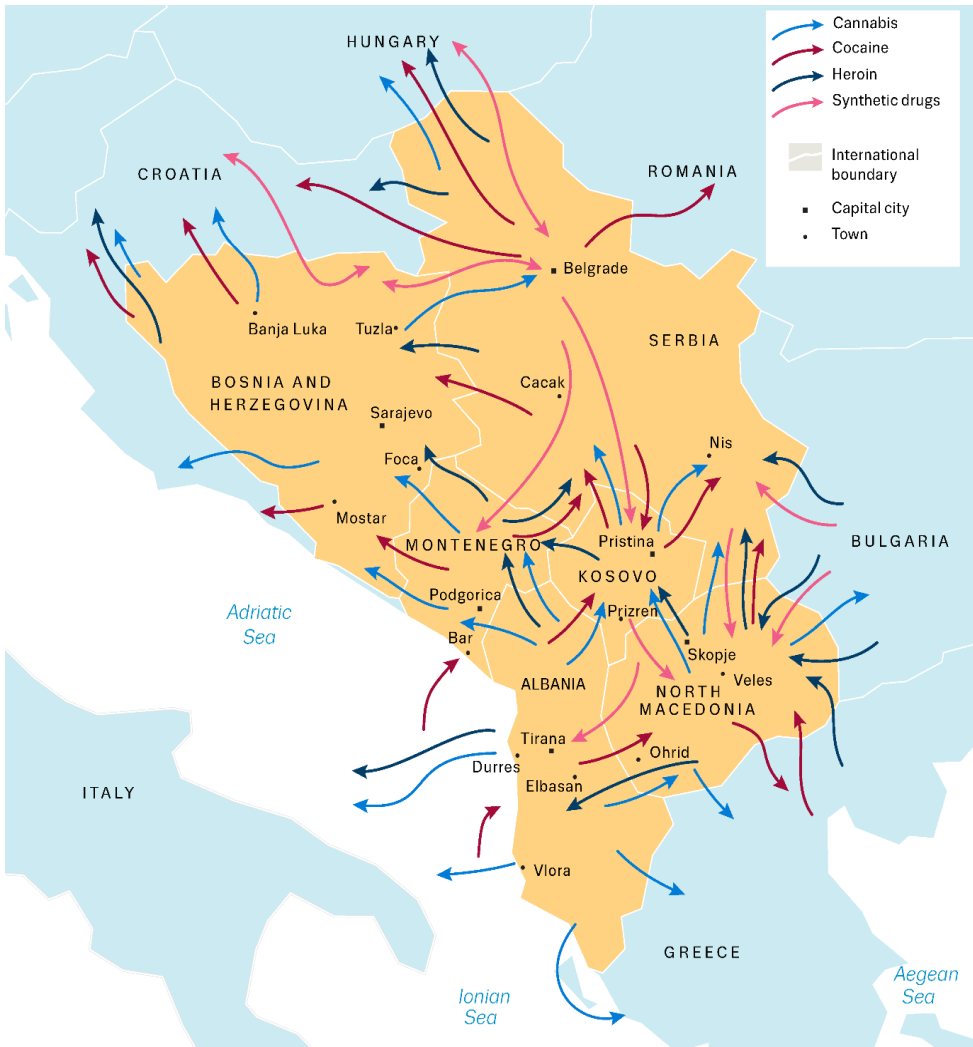 HUNGARY
Cannabis
Cocaine
Heroin
Synthetic drugs
International
boundary
Capital city
Town
CROATIA
ROMANIA
Belgrade
Banja Luka
Tuzla
SERBIA
BOSNIA AND
HERZEGOVINA
Cacak
Sarajevo
Foca
Nis
Mostar
MONTENEGRO
Pristina
BULGARIA
KOSOVO
Podgorica
Prizren
Adriatic
Sea
Bar
Skopje
Veles
ALBANIA
NORTH
MACEDONIA
Tirana
Durres
Ohrid
Elbasan
ITALY
Vlora
GREECE
Ionian
Sea
Aegean
Sea